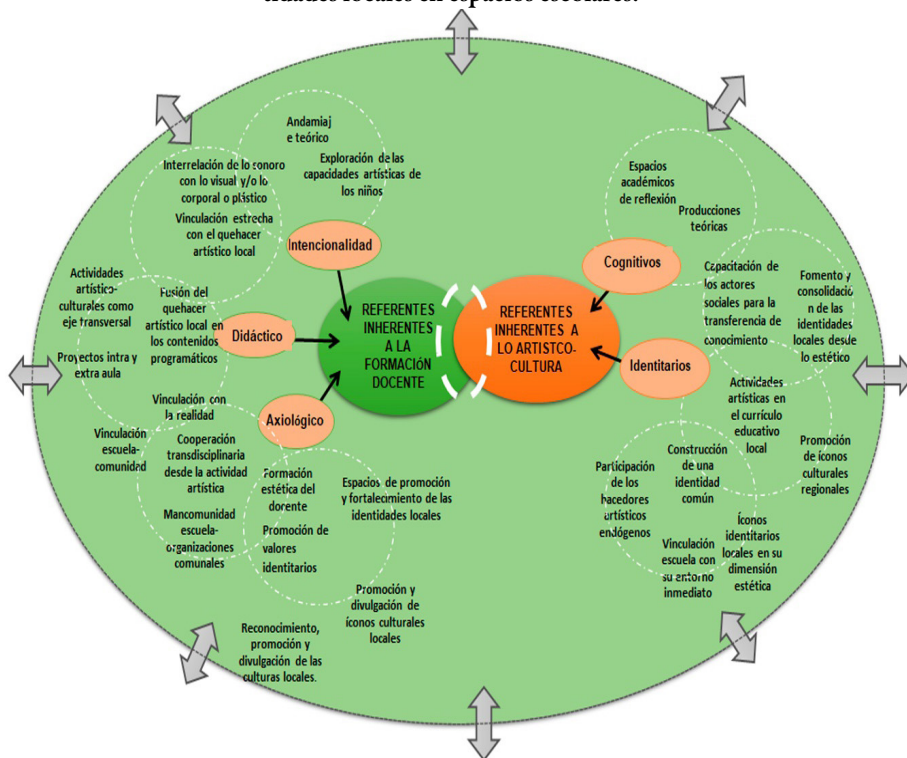 tidades locales en espacios escolares.
Andamiaj
e teórico
Exploración de las
capacidades artísticas de
los niños
Interrelación de lo sonoro
con lo visual y/o lo
corporal o plástico
Vinculación estrecha
con el quehacer
artístico local
Intencionalidad
Actividades
artístico-
culturales como
eje transversal
Fusión del
quehacer
artístico local en
los contenidos
programáticos
Didáctico
Proyectos intra y
extra aula
Vinculación con
la realidad
Axiológico
Vinculación
escuela-
comunidad
Cooperación
transdisciplinaria
desde la actividad
artística
Mancomunidad
escuela-
organizaciones
comunales
Formación
estética del
docente
Promoción de
valores
identitarios
Espacios de promoción
y fortalecimiento de las
identidades locales
Promoción y
divulgación de
íconos culturales
locales
Reconocimiento,
promoción y
divulgación de las
culturas locales.
REFERENTES
INHERENTES
A LA
FORMACIÓN
DOCENTE
REFERENTES
INHERENTES A
LO ARTISTCO-
CULTURA
Espacios
académicos
de reflexión
Producciones
teóricas
Cognitivos
Capacitación de
los actores
sociales para la
transferencia de
conocimiento
Fomento y
consolidació
n de las
identidades
locales desde
lo estético
Identitarios
Actividades
artísticas en
el currículo
educativo
local
Promoción
de íconos
culturales
regionales
Construcción
de una
identidad
común
Participación
de los
hacedores
artísticos
endógenos
Vinculación
escuela con
su entorno
inmediato
Íconos
identitarios
locales en su
dimensión
estética